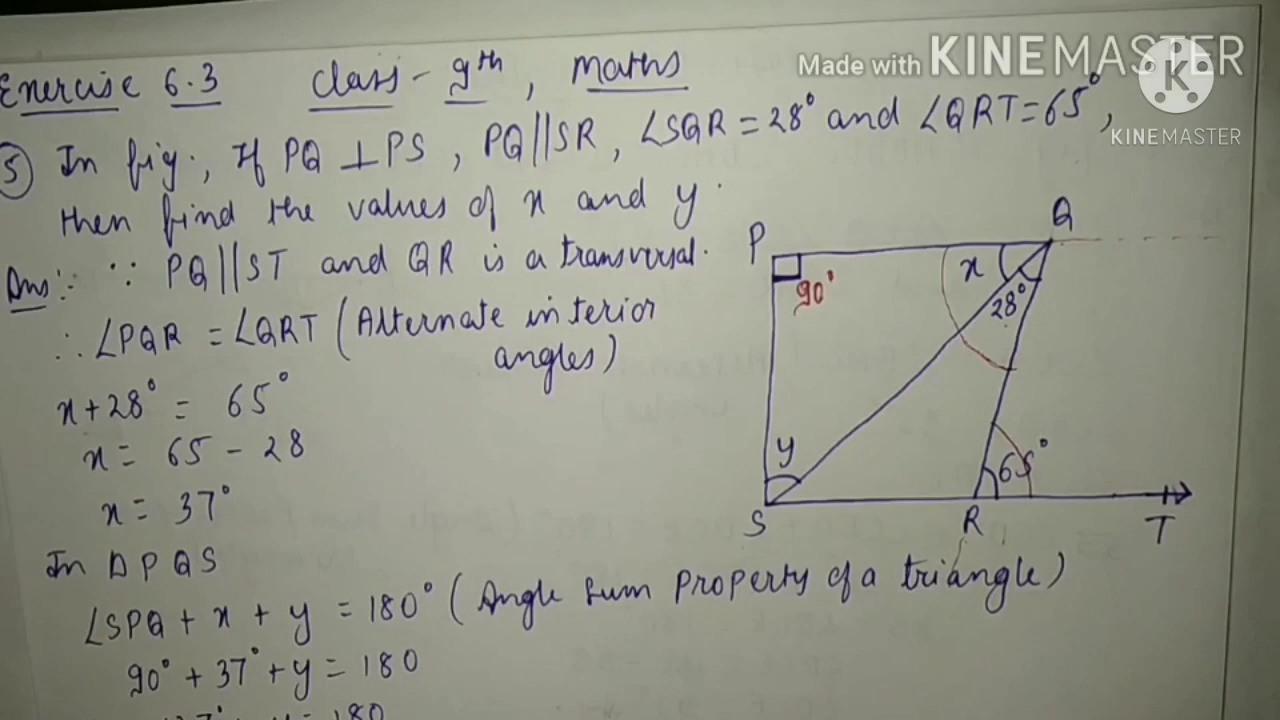 Made with KINEMASTER
K
KINEMASTER
Exercise 6.3 Class - 9th, Maths
(5) In fig., If PQ ⊥ PS, PQ||SR, ∠SQR = 28° and ∠QRT = 65°,
then find the values of x and y.
Ans:- ∵ PQ||ST and QR is a transversal.
∴ ∠PQR = ∠QRT (Alternate interior
angles)
x + 28° = 65°
x = 65 - 28
x = 37°
In Δ PQS
∠SPQ + x + y = 180° (Angle sum property of a triangle)
90° + 37° + y = 180
P
Q
90°
x
28°
y
65°
S
R
T